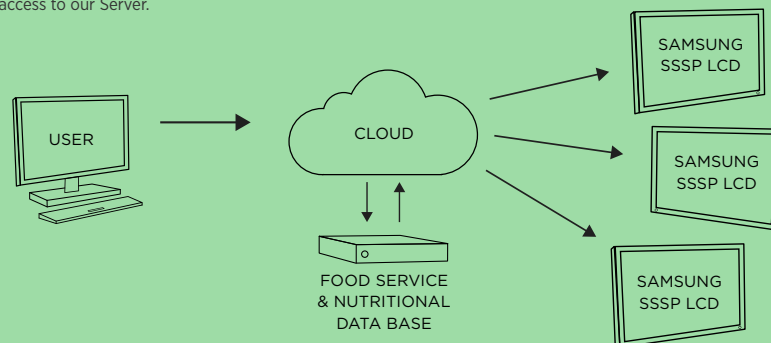 access to our Server.
USER
CLOUD
FOOD SERVICE
& NUTRITIONAL
DATA BASE
SAMSUNG
SSSP LCD
SAMSUNG
SSSP LCD
SAMSUNG
SSSP LCD